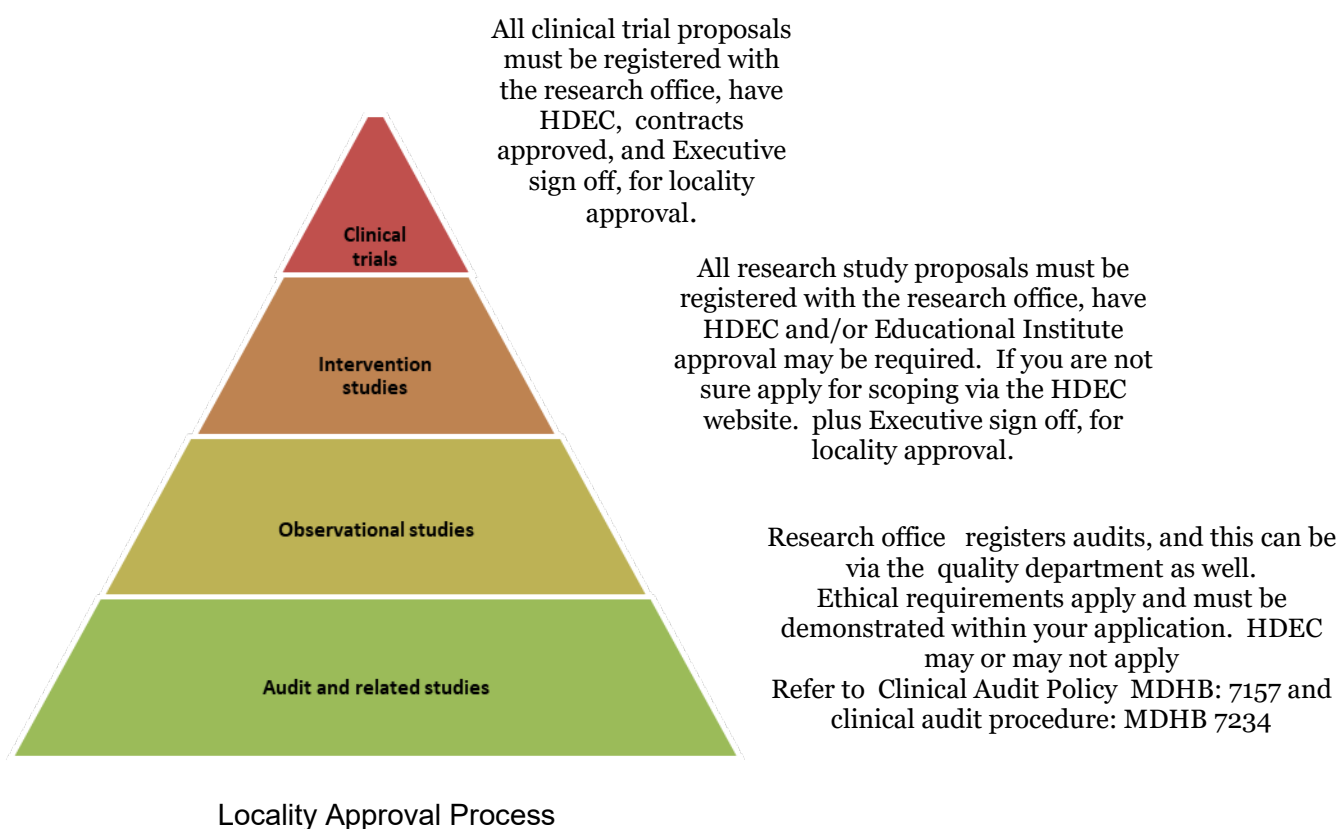 All clinical trial proposals
must be registered with
the research office, have
HDEC,  contracts
approved, and Executive
sign off, for locality
approval.
Clinical
trials
All research study proposals must be
registered with the research office, have
HDEC and/or Educational Institute
approval may be required.  If you are not
sure apply for scoping via the HDEC
website.  plus Executive sign off, for
locality approval.
Intervention
studies
Observational studies
Research office   registers audits, and this can be
via the  quality department as well.
Ethical requirements apply and must be
demonstrated within your application.  HDEC
may or may not apply
Refer to  Clinical Audit Policy  MDHB: 7157 and
clinical audit procedure: MDHB 7234
Audit and related studies
Locality Approval Process